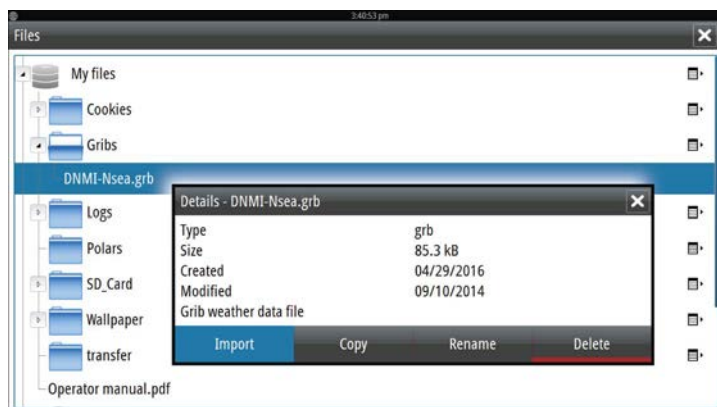 3:40:53 pm
Files
My files
Cookies
Gribs
DNMI-Nsea.grb
Details - DNMI-Nsea.grb
Type grb
Size 85.3 kB
Created 04/29/2016
Modified 09/10/2014
Grib weather data file
Import Copy Rename Delete
Logs
Polars
SD_Card
Wallpaper
transfer
Operator manual.pdf